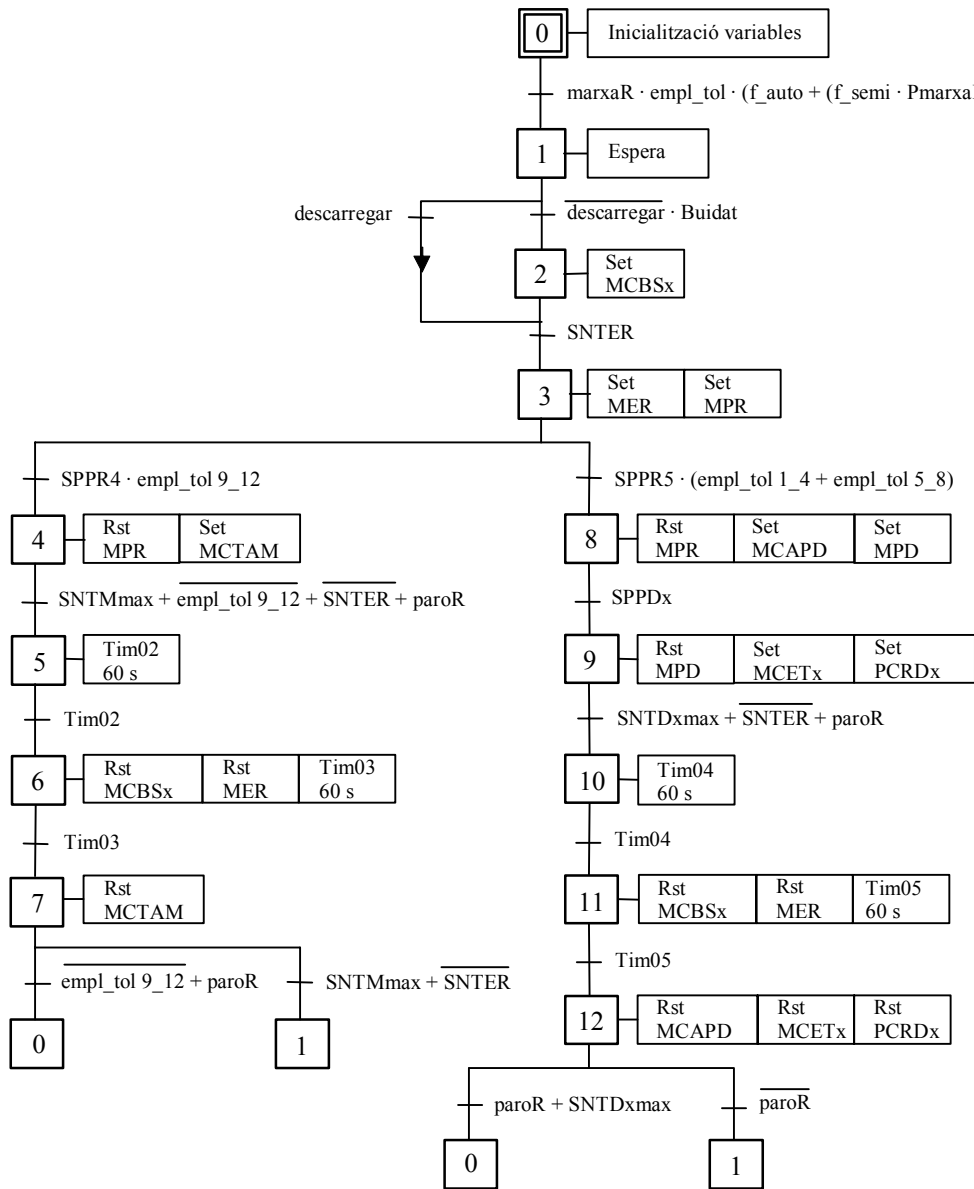 0
Inicialització variables
marxaR · empl_tol · (f_auto + (f_semi · Pmarxa
1
Espera
descarregar
descarregar · Buidat
2
Set
MCBSx
SNTER
3
Set
MER
Set
MPR
SPPR4 · empl_tol 9_12
SPPR5 · (empl_tol 1_4 + empl_tol 5_8)
4
Rst
MPR
Set
MCTAM
8
Rst
MPR
Set
MCAPD
Set
MPD
SNTMmax + empl_tol 9_12 + SNTER + paroR
SPPDx
5
Tim02
60 s
9
Rst
MPD
Set
MCETx
Set
PCRDx
Tim02
SNTDxmax + SNTER + paroR
6
Rst
MCBSx
Rst
MER
Tim03
60 s
10
Tim04
60 s
Tim03
Tim04
7
Rst
MCTAM
11
Rst
MCBSx
Rst
MER
Tim05
60 s
empl_tol 9_12 + paroR
SNTMmax + SNTER
Tim05
0
1
12
Rst
MCAPD
Rst
MCETx
Rst
PCRDx
paroR + SNTDxmax
paroR
0
1